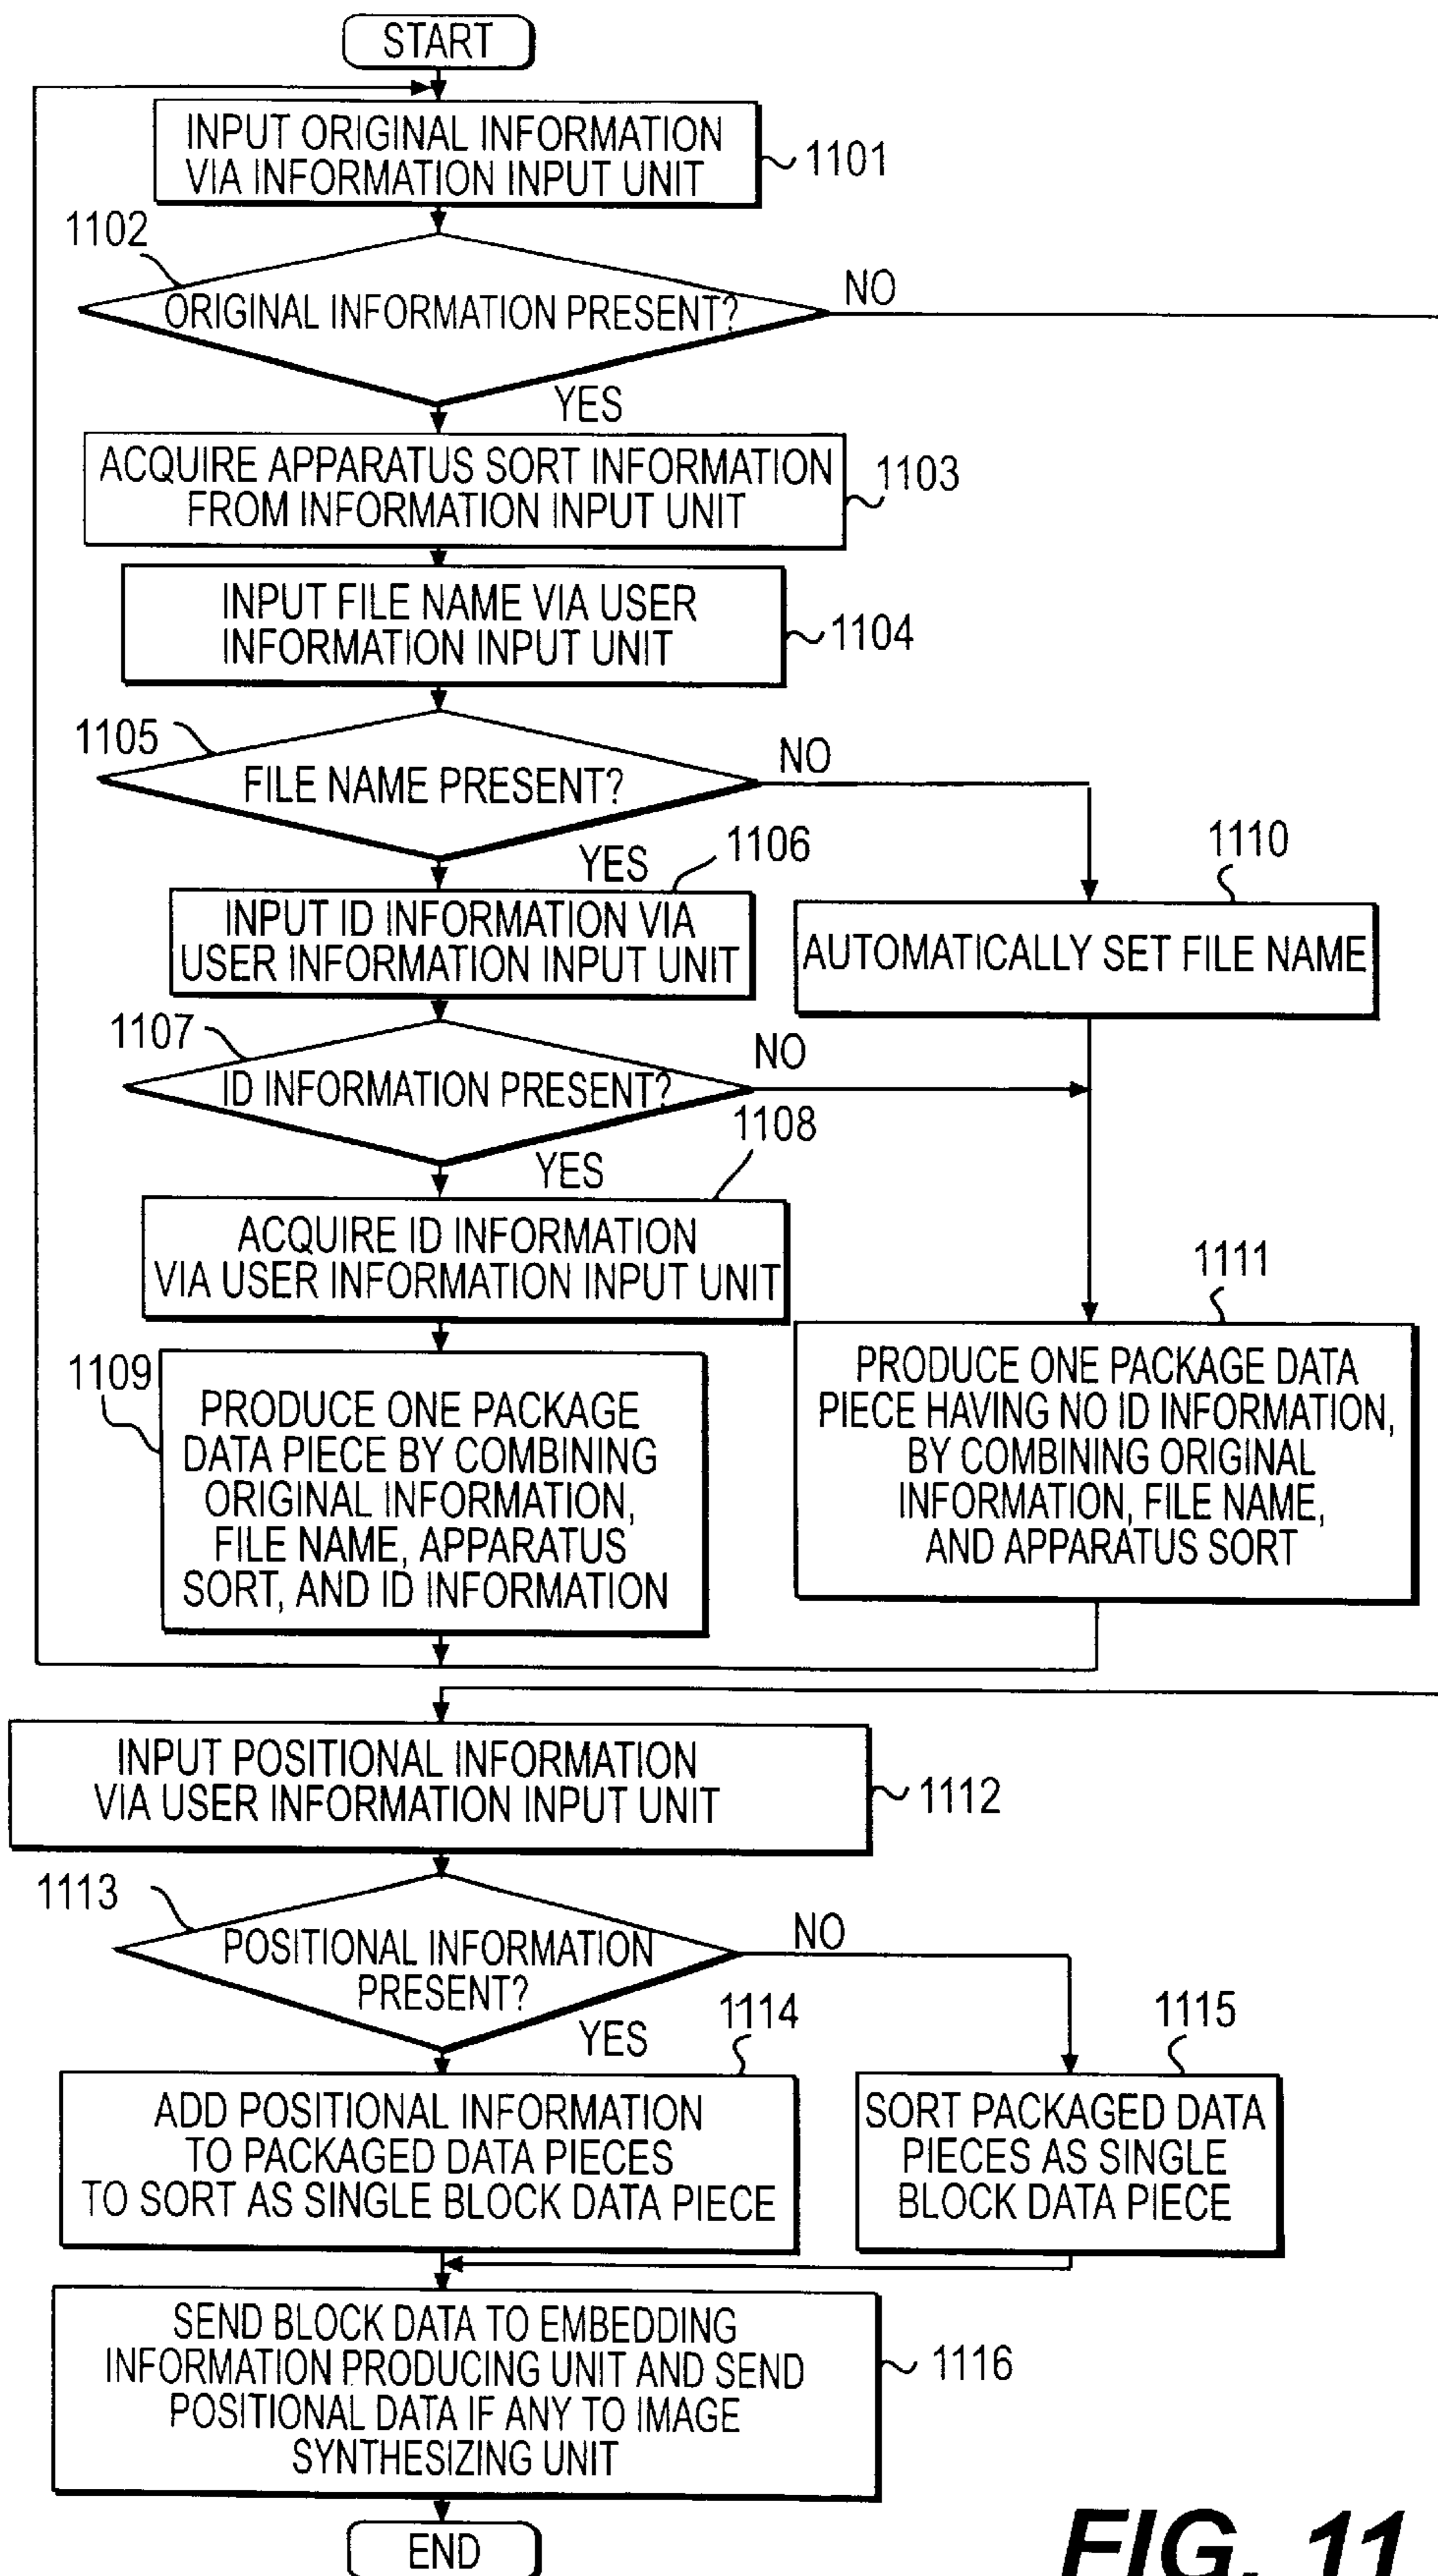 START
INPUT ORIGINAL INFORMATION
VIA INFORMATION INPUT UNIT
1101
1102
ORIGINAL INFORMATION PRESENT?
NO
YES
ACQUIRE APPARATUS SORT INFORMATION
FROM INFORMATION INPUT UNIT
1103
INPUT FILE NAME VIA USER
INFORMATION INPUT UNIT
1104
1105
FILE NAME PRESENT?
NO
YES
1106
1110
INPUT ID INFORMATION VIA
USER INFORMATION INPUT UNIT
AUTOMATICALLY SET FILE NAME
1107
ID INFORMATION PRESENT?
NO
1108
YES
ACQUIRE ID INFORMATION
VIA USER INFORMATION INPUT UNIT
1111
1109
PRODUCE ONE PACKAGE
DATA PIECE BY COMBINING
ORIGINAL INFORMATION,
FILE NAME, APPARATUS
SORT, AND ID INFORMATION
PRODUCE ONE PACKAGE DATA
PIECE HAVING NO ID INFORMATION,
BY COMBINING ORIGINAL
INFORMATION, FILE NAME,
AND APPARATUS SORT
INPUT POSITIONAL INFORMATION
VIA USER INFORMATION INPUT UNIT
1112
1113
POSITIONAL INFORMATION
PRESENT?
NO
YES
1114
1115
ADD POSITIONAL INFORMATION
TO PACKAGED DATA PIECES
TO SORT AS SINGLE BLOCK DATA PIECE
SORT PACKAGED DATA
PIECES AS SINGLE
BLOCK DATA PIECE
SEND BLOCK DATA TO EMBEDDING
INFORMATION PRODUCING UNIT AND SEND
POSITIONAL DATA IF ANY TO IMAGE
SYNTHESIZING UNIT
1116
END
FIG. 11